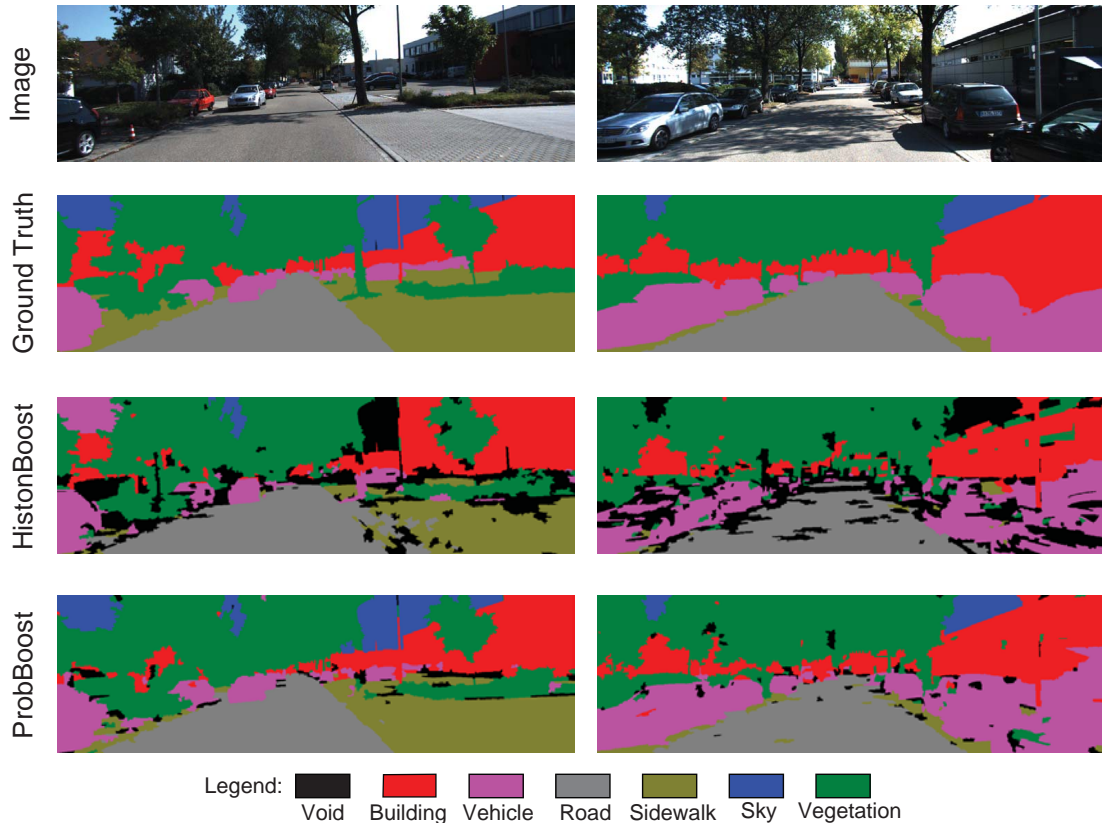 Image
Ground Truth
HistonBoost
ProbBoost
Legend:
Void
Building
Vehicle
Road
Sidewalk
Sky
Vegetation